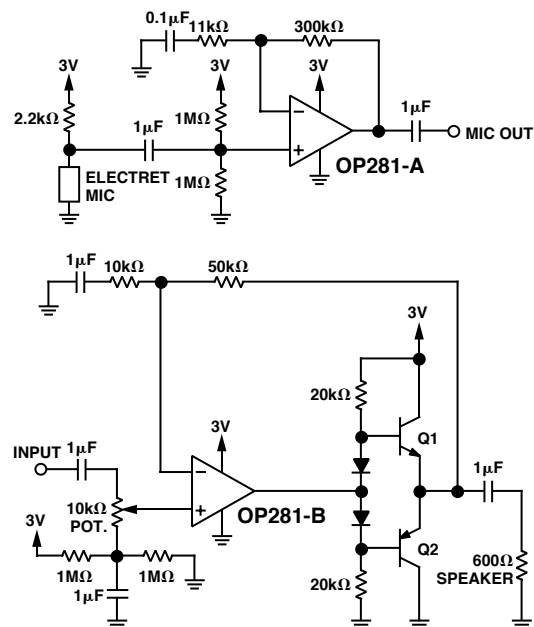 0.1µF
11kΩ
300kΩ
3V
3V
3V
2.2kΩ
1µF
1MΩ
1µF
MIC OUT
ELECTRET
MIC
1MΩ
OP281-A
1µF
10kΩ
50kΩ
3V
20kΩ
3V
Q1
INPUT
1µF
1µF
10kΩ
POT.
OP281-B
3V
Q2
600Ω
SPEAKER
1MΩ
1MΩ
20kΩ
1µF